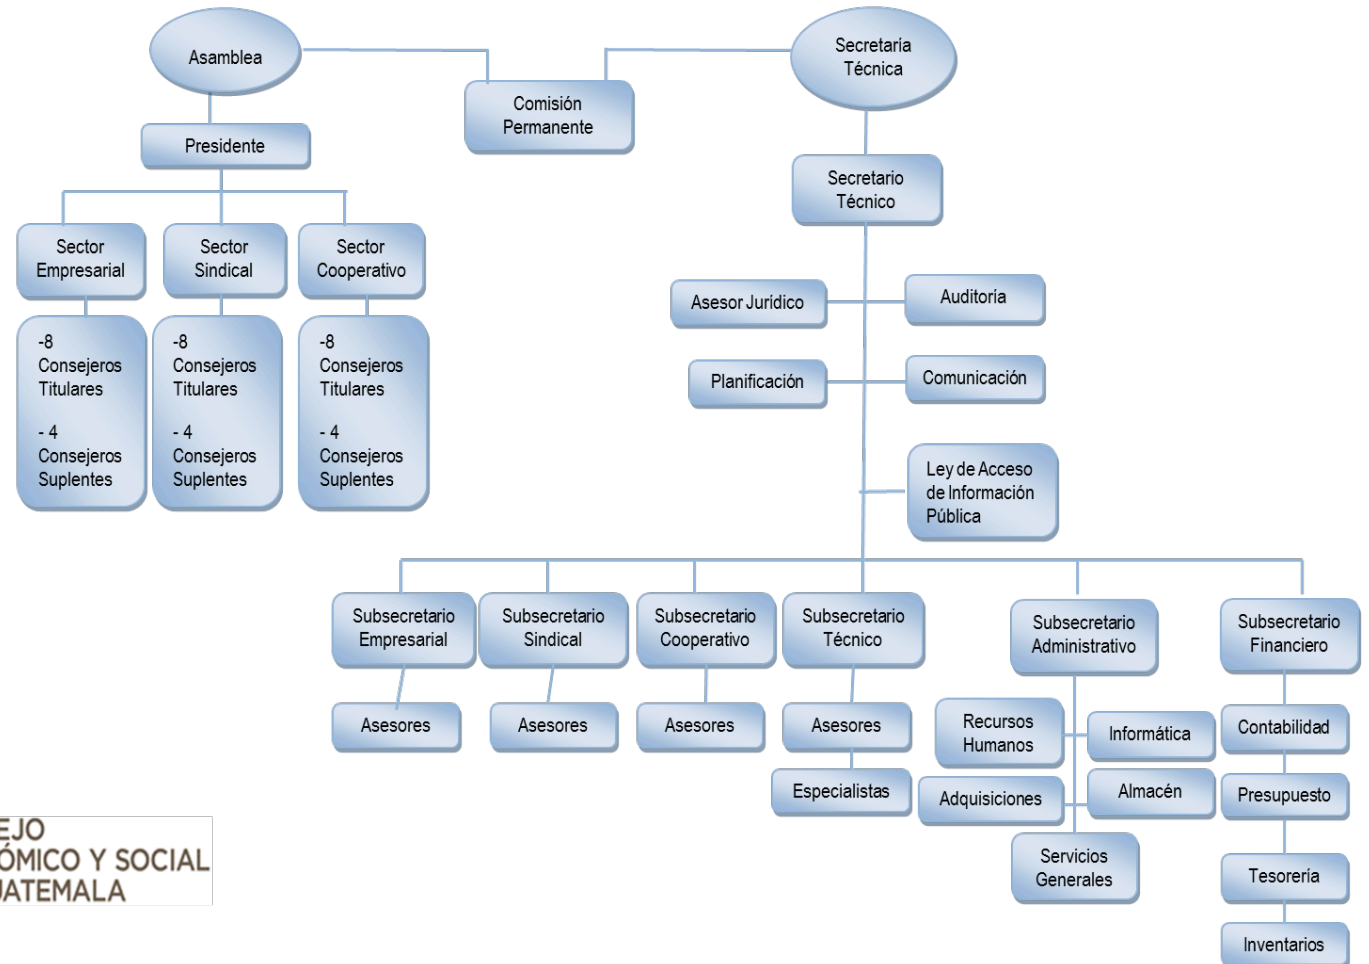 Asamblea
Secretaría
Técnica
Comisión
Permanente
Presidente
Secretario
Técnico
Sector
Empresarial
Sector
Sindical
Sector
Cooperativo
-8
Consejeros
Titulares
- 4
Consejeros
Suplentes
-8
Consejeros
Titulares
- 4
Consejeros
Suplentes
-8
Consejeros
Titulares
- 4
Consejeros
Suplentes
Asesor Jurídico
Auditoría
Planificación
Comunicación
Ley de Acceso
de Información
Pública
Subsecretario
Empresarial
Subsecretario
Sindical
Subsecretario
Cooperativo
Subsecretario
Técnico
Subsecretario
Administrativo
Subsecretario
Financiero
Asesores
Asesores
Asesores
Asesores
Especialistas
Recursos
Humanos
Informática
Adquisiciones
Almacén
Servicios
Generales
Contabilidad
Presupuesto
Tesorería
Inventarios
EJO
ÓMICO Y SOCIAL
UATEMALA